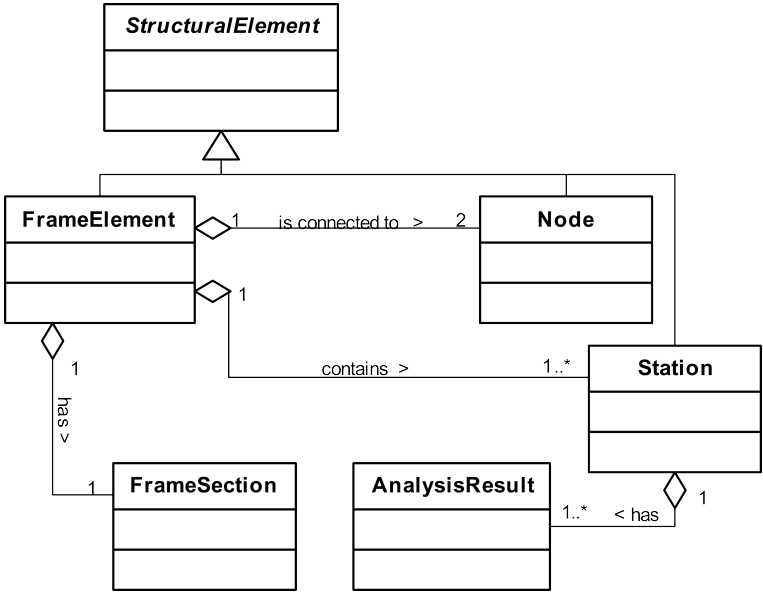 StructuralElement
FrameElement
1
is connected to >
2
Node
1
1
contains >
1..*
Station
has >
1
FrameSection
AnalysisResult
1..*
< has
1